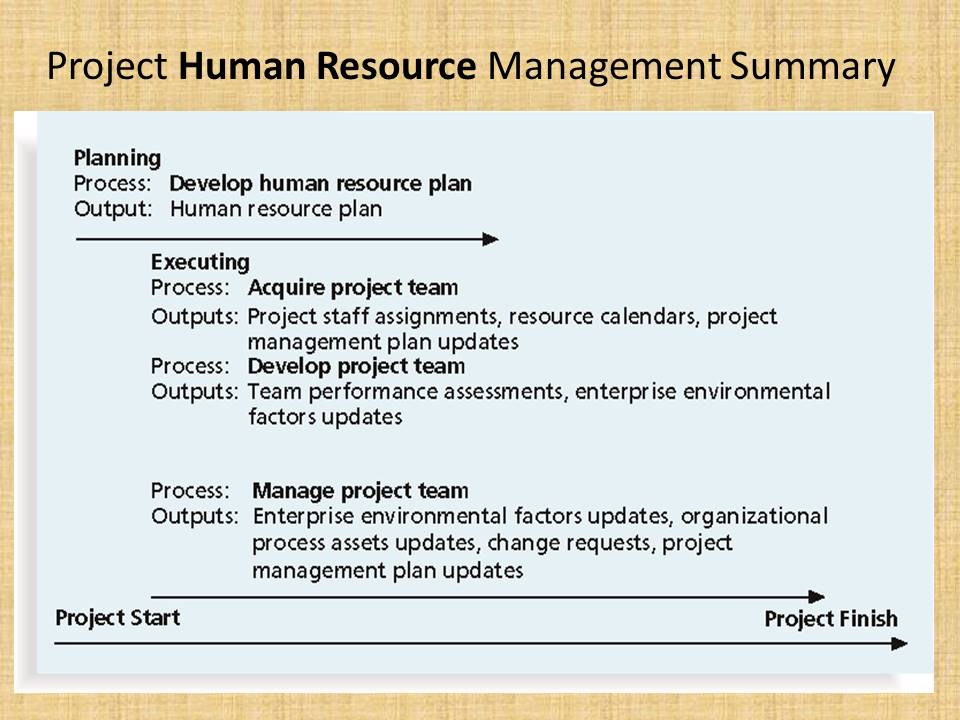 Project Human Resource Management Summary
Planning
Process: Develop human resource plan
Output: Human resource plan
Executing
Process: Acquire project team
Outputs: Project staff assignments, resource calendars, project
management plan updates
Process: Develop project team
Outputs: Team performance assessments, enterprise environmental
factors updates
Process: Manage project team
Outputs: Enterprise environmental factors updates, organizational
process assets updates, change requests, project
management plan updates
Project Start
Project Finish